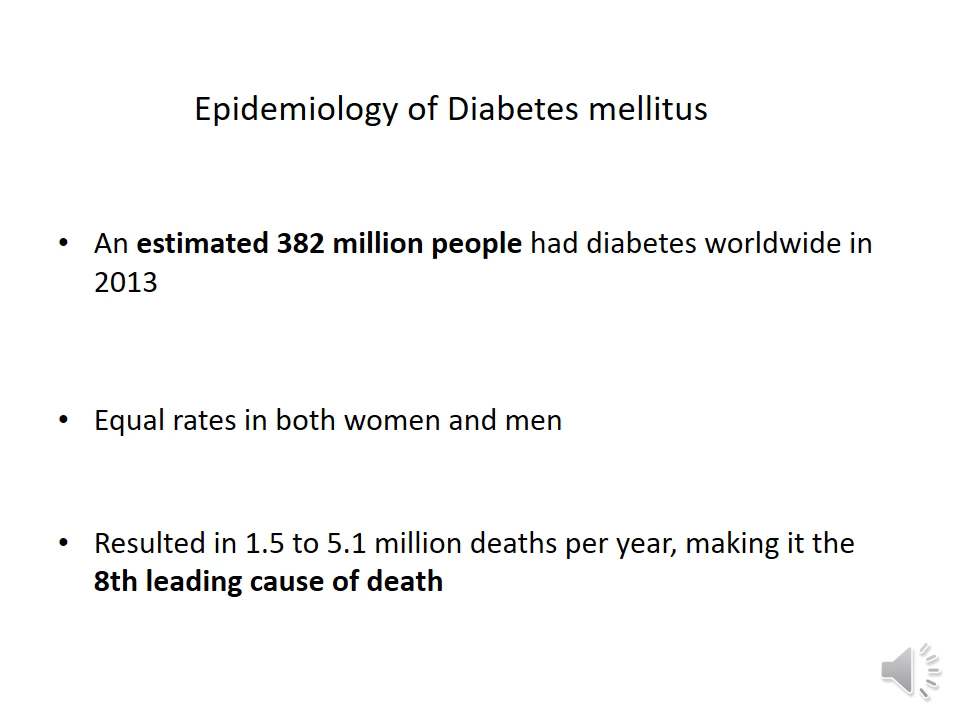 Epidemiology of Diabetes mellitus
• An estimated 382 million people had diabetes worldwide in
2013
• Equal rates in both women and men
• Resulted in 1.5 to 5.1 million deaths per year, making it the
8th leading cause of death